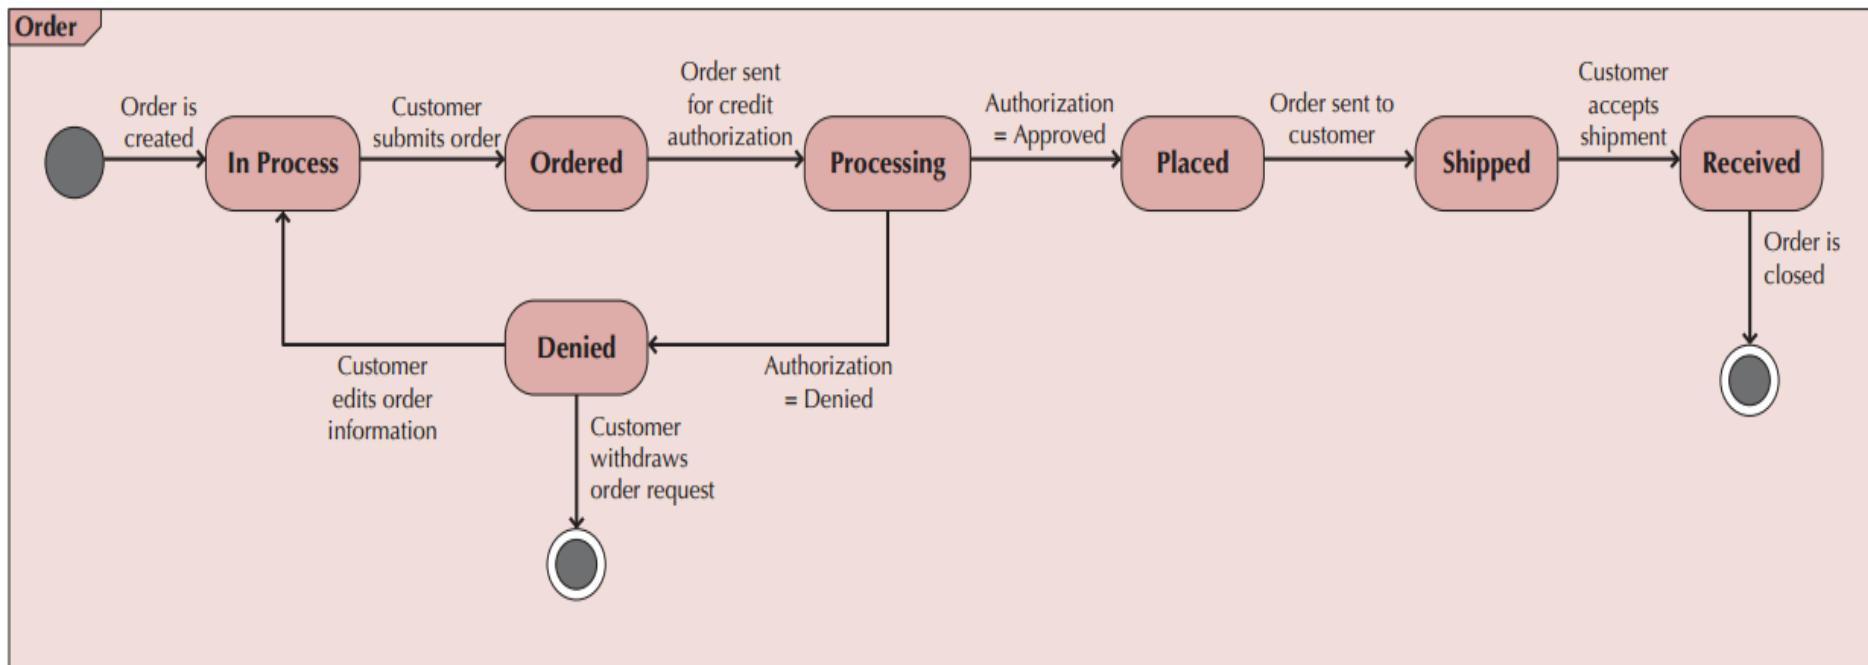 Order
Order is
created
In Process
Customer
submits order
Ordered
Order sent
for credit
authorization
Processing
Authorization
= Approved
Placed
Order sent to
customer
Shipped
Customer
accepts
shipment
Received
Order is
closed
Denied
Customer
edits order
information
Authorization
= Denied
Customer
withdraws
order request